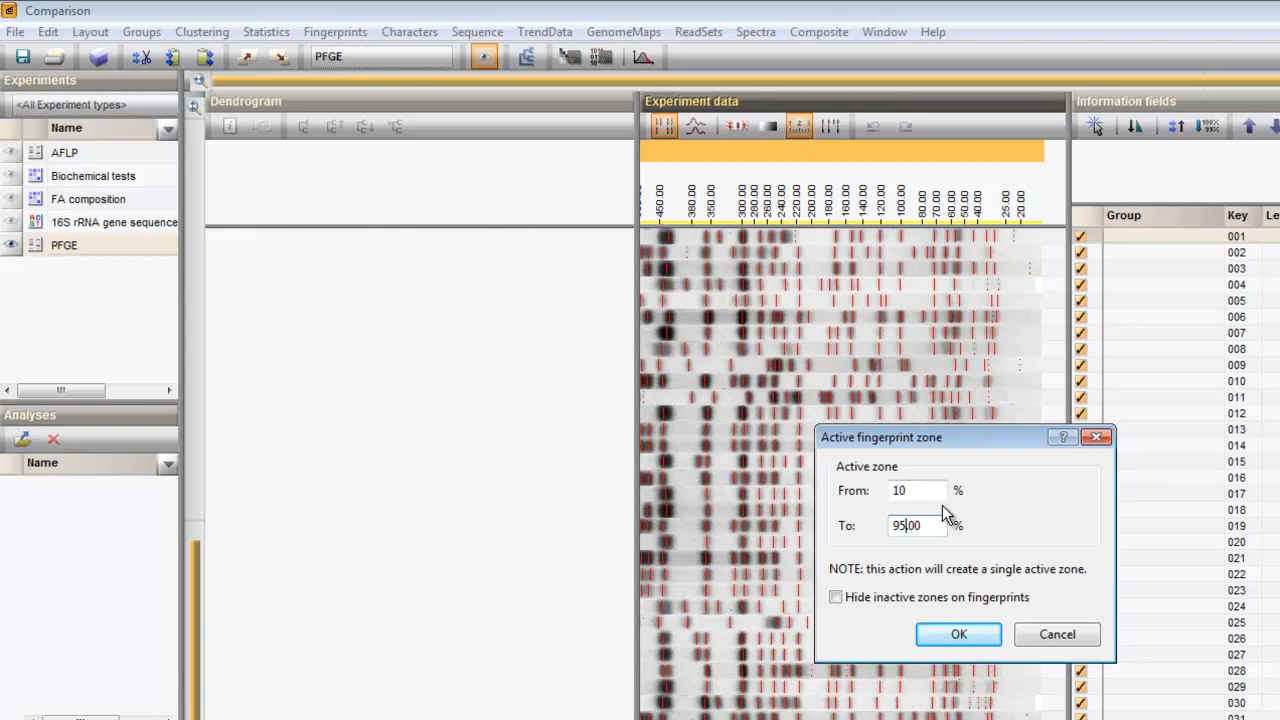 Comparison
File Edit Layout Groups Clustering Statistics Fingerprints Characters Sequence TrendData GenomeMaps ReadSets Spectra Composite Window Help
PFGE
Experiments
<All Experiment types>
Name
AFLP
Biochemical tests
FA composition
16S rRNA gene sequence
PFGE
Analyses
Name
Dendrogram
Experiment data
450.00 380.00 350.00 300.00 280.00 260.00 240.00 220.00 200.00 180.00 160.00 140.00 120.00 100.00 80.00 70.00 60.00 50.00 40.00 25.00 20.00
Information fields
Group Key Le
001
002
003
004
005
006
007
008
009
010
011
012
013
014
015
016
017
018
019
020
021
022
023
024
025
026
027
028
029
030
031
Active fingerprint zone
Active zone
From: 10 %
To: 95.00 %
NOTE: this action will create a single active zone.
Hide inactive zones on fingerprints
OK Cancel